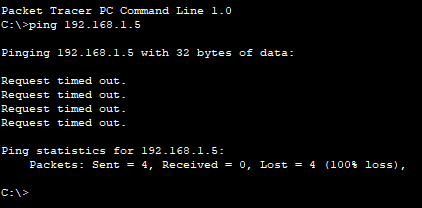 Packet Tracer PC Command Line 1.0
C:\>ping 192.168.1.5
Pinging 192.168.1.5 with 32 bytes of data:
Request timed out.
Request timed out.
Request timed out.
Request timed out.
Ping statistics for 192.168.1.5:
    Packets: Sent = 4, Received = 0, Lost = 4 (100% loss),
C:\>